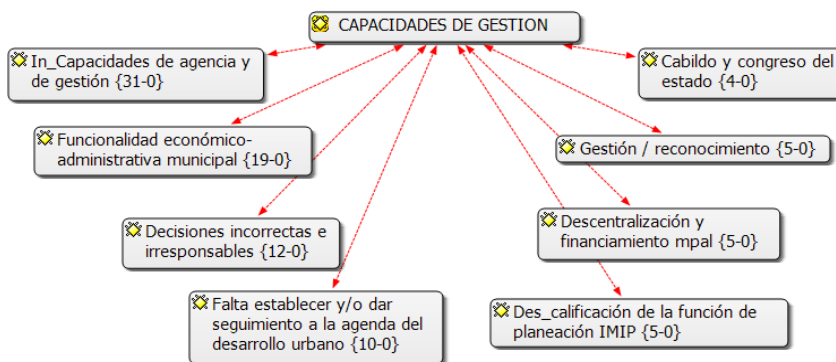 CAPACIDADES DE GESTION
In_Capacidades de agencia y
de gestión {31-0}
Cabildo y congreso del
estado {4-0}
Funcionalidad económico-
administrativa municipal {19-0}
Gestión / reconocimiento {5-0}
Decisiones incorrectas e
irresponsables {12-0}
Descentralización y
financiamiento mpal {5-0}
Falta establecer y/o dar
seguimiento a la agenda del
desarrollo urbano {10-0}
Des_calificación de la función de
planeación IMIP {5-0}